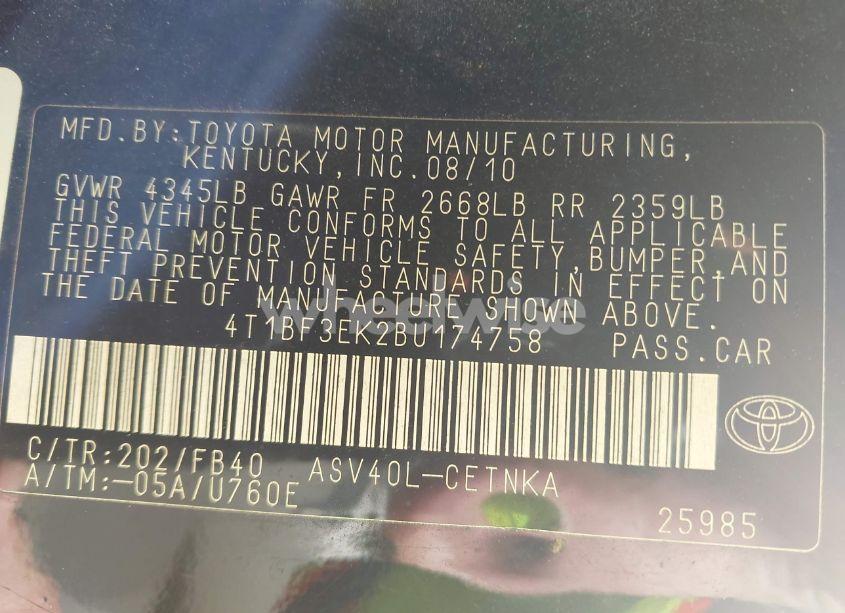 MFD.BY:TOYOTA MOTOR MANUFACTURING,
KENTUCKY,INC.08/10
GVWR 4345LB GAWR FR 2668LB RR 2359LB
THIS VEHICLE CONFORMS TO ALL APPLICABLE
FEDERAL MOTOR VEHICLE SAFETY,BUMPER,AND
THEFT PREVENTION STANDARDS IN EFFECT ON
THE DATE OF MANUFACTURE SHOWN ABOVE.
wheelwise
4T1BF3EK2BU174758 PASS.CAR
C/TR:202/FB40 ASV40L-CETNKA
A/TM:-05A/U760E
25985